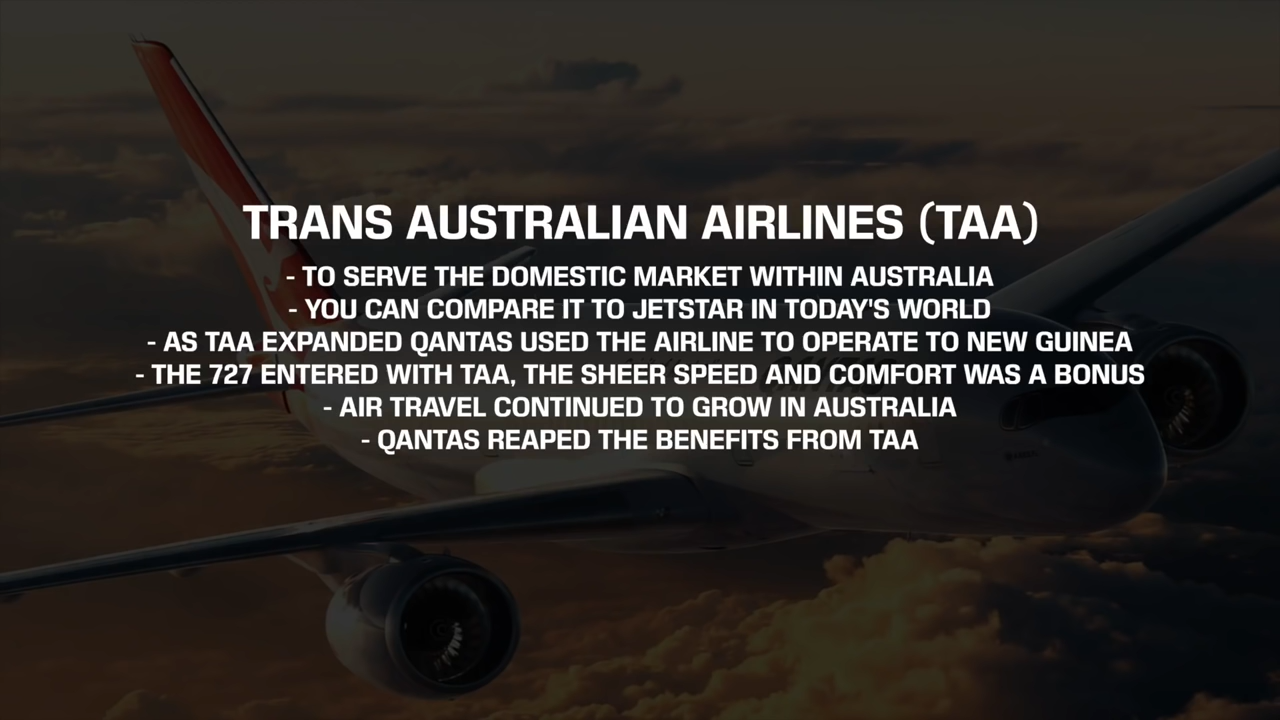 TRANS AUSTRALIAN AIRLINES (TAA)
- TO SERVE THE DOMESTIC MARKET WITHIN AUSTRALIA
- YOU CAN COMPARE IT TO JETSTAR IN TODAY'S WORLD
- AS TAA EXPANDED QANTAS USED THE AIRLINE TO OPERATE TO NEW GUINEA
- THE 727 ENTERED WITH TAA, THE SHEER SPEED AND COMFORT WAS A BONUS
- AIR TRAVEL CONTINUED TO GROW IN AUSTRALIA
- QANTAS REAPED THE BENEFITS FROM TAA